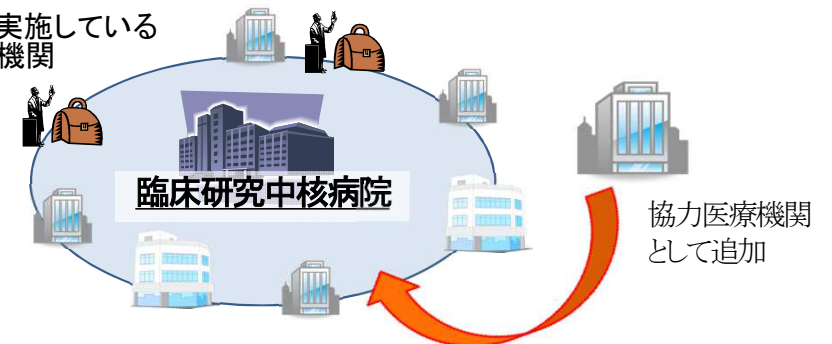 実施している
機関
臨床研究中核病院
協力医療機関
として追加